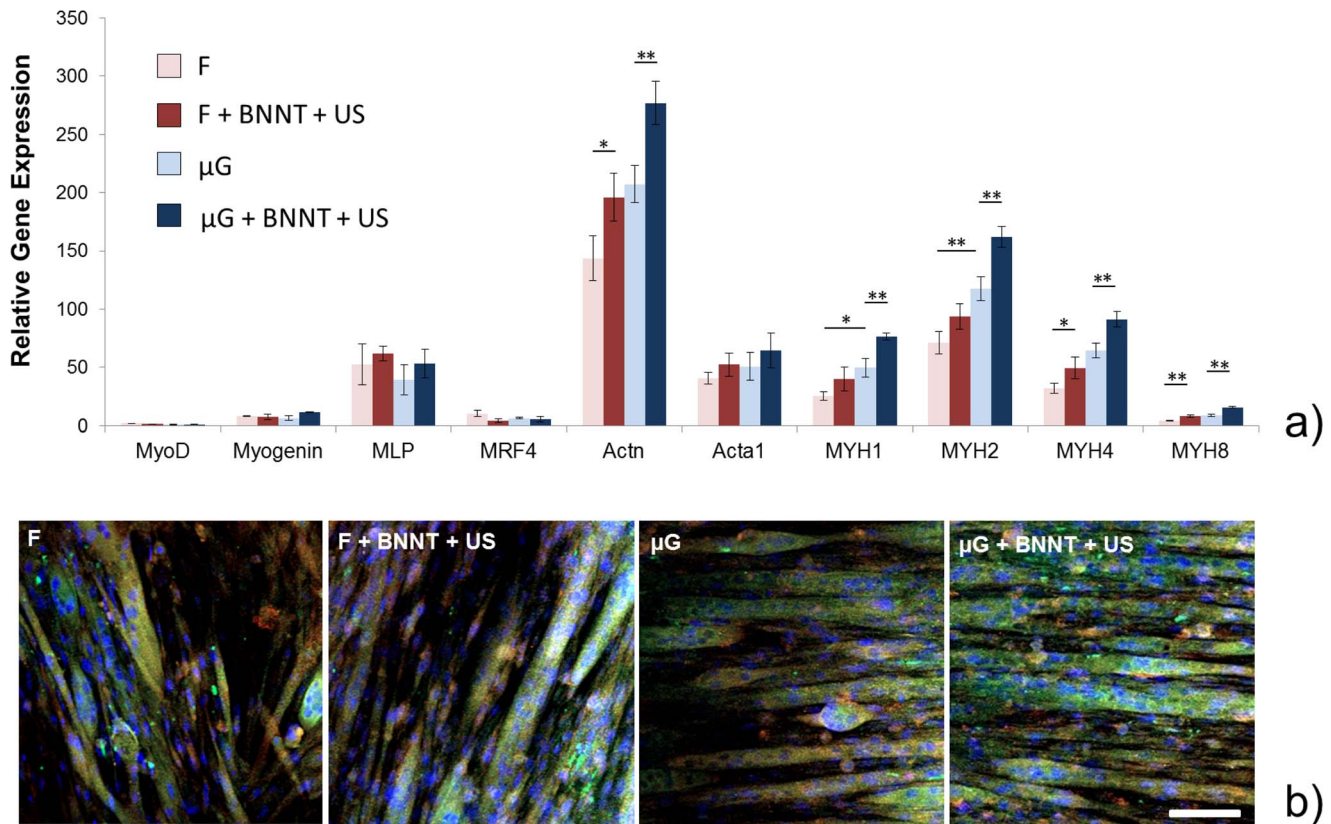 350
300
250
200
150
100
50
0
Relative Gene Expression
F
F + BNNT + US
µG
µG + BNNT + US
*
**
*
**
**
**
*
**
**
**
MyoD Myogenin MLP MRF4 Actn Acta1 MYH1 MYH2 MYH4 MYH8
a)
F
F + BNNT + US
µG
µG + BNNT + US
b)